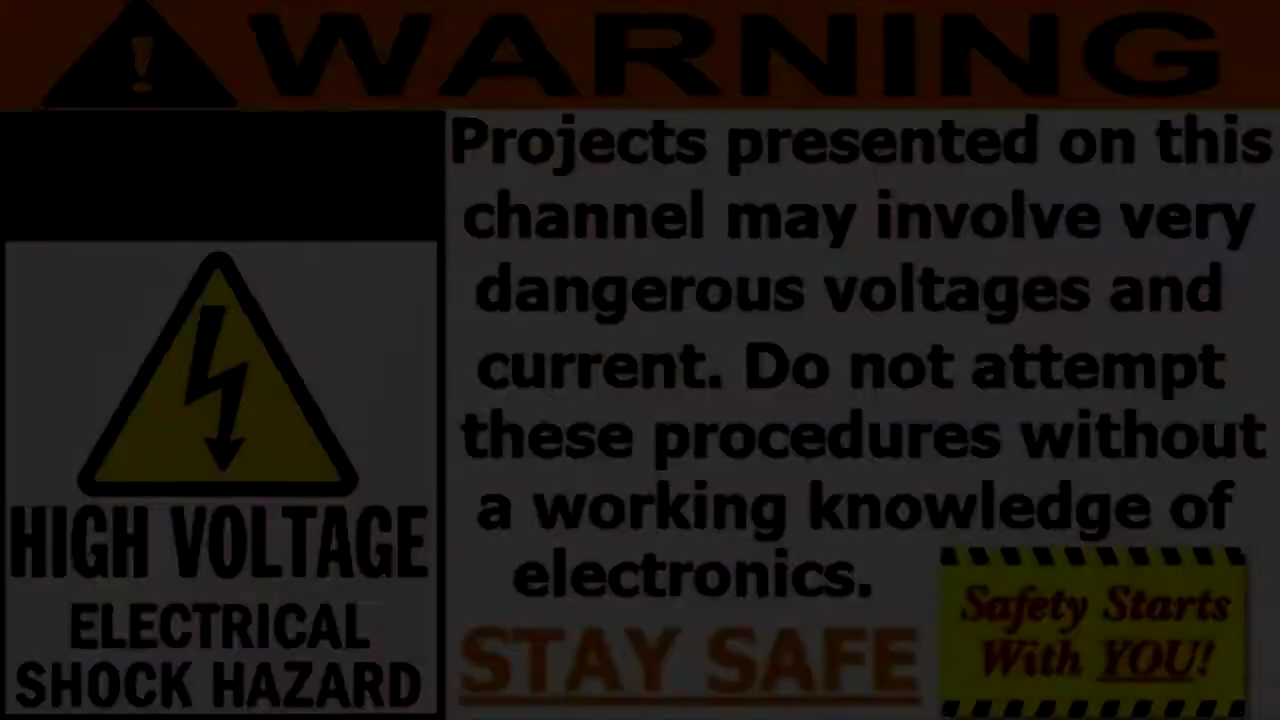 WARNING
Projects presented on this
channel may involve very
dangerous voltages and
current. Do not attempt
these procedures without
a working knowledge of
electronics.
STAY SAFE
Safety Starts
With YOU!
HIGH VOLTAGE
ELECTRICAL
SHOCK HAZARD